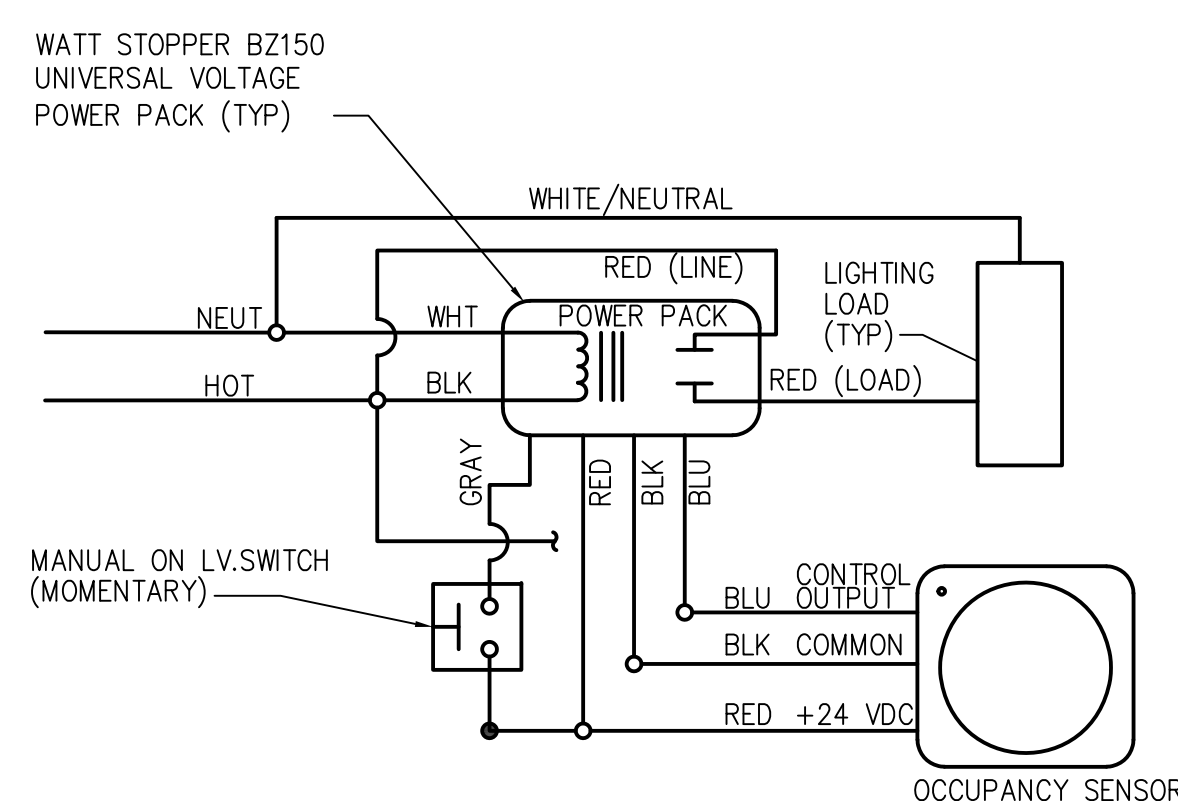 WATT STOPPER BZ150
UNIVERSAL VOLTAGE
POWER PACK (TYP)
WHITE/NEUTRAL
RED (LINE)
LIGHTING
LOAD
(TYP)
NEUT
WHT
POWER PACK
HOT
BLK
RED (LOAD)
GRAY
RED
BLK
BLU
MANUAL ON LV.SWITCH
(MOMENTARY)
CONTROL
BLU OUTPUT
BLK COMMON
RED +24 VDC
OCCUPANCY SENSOR